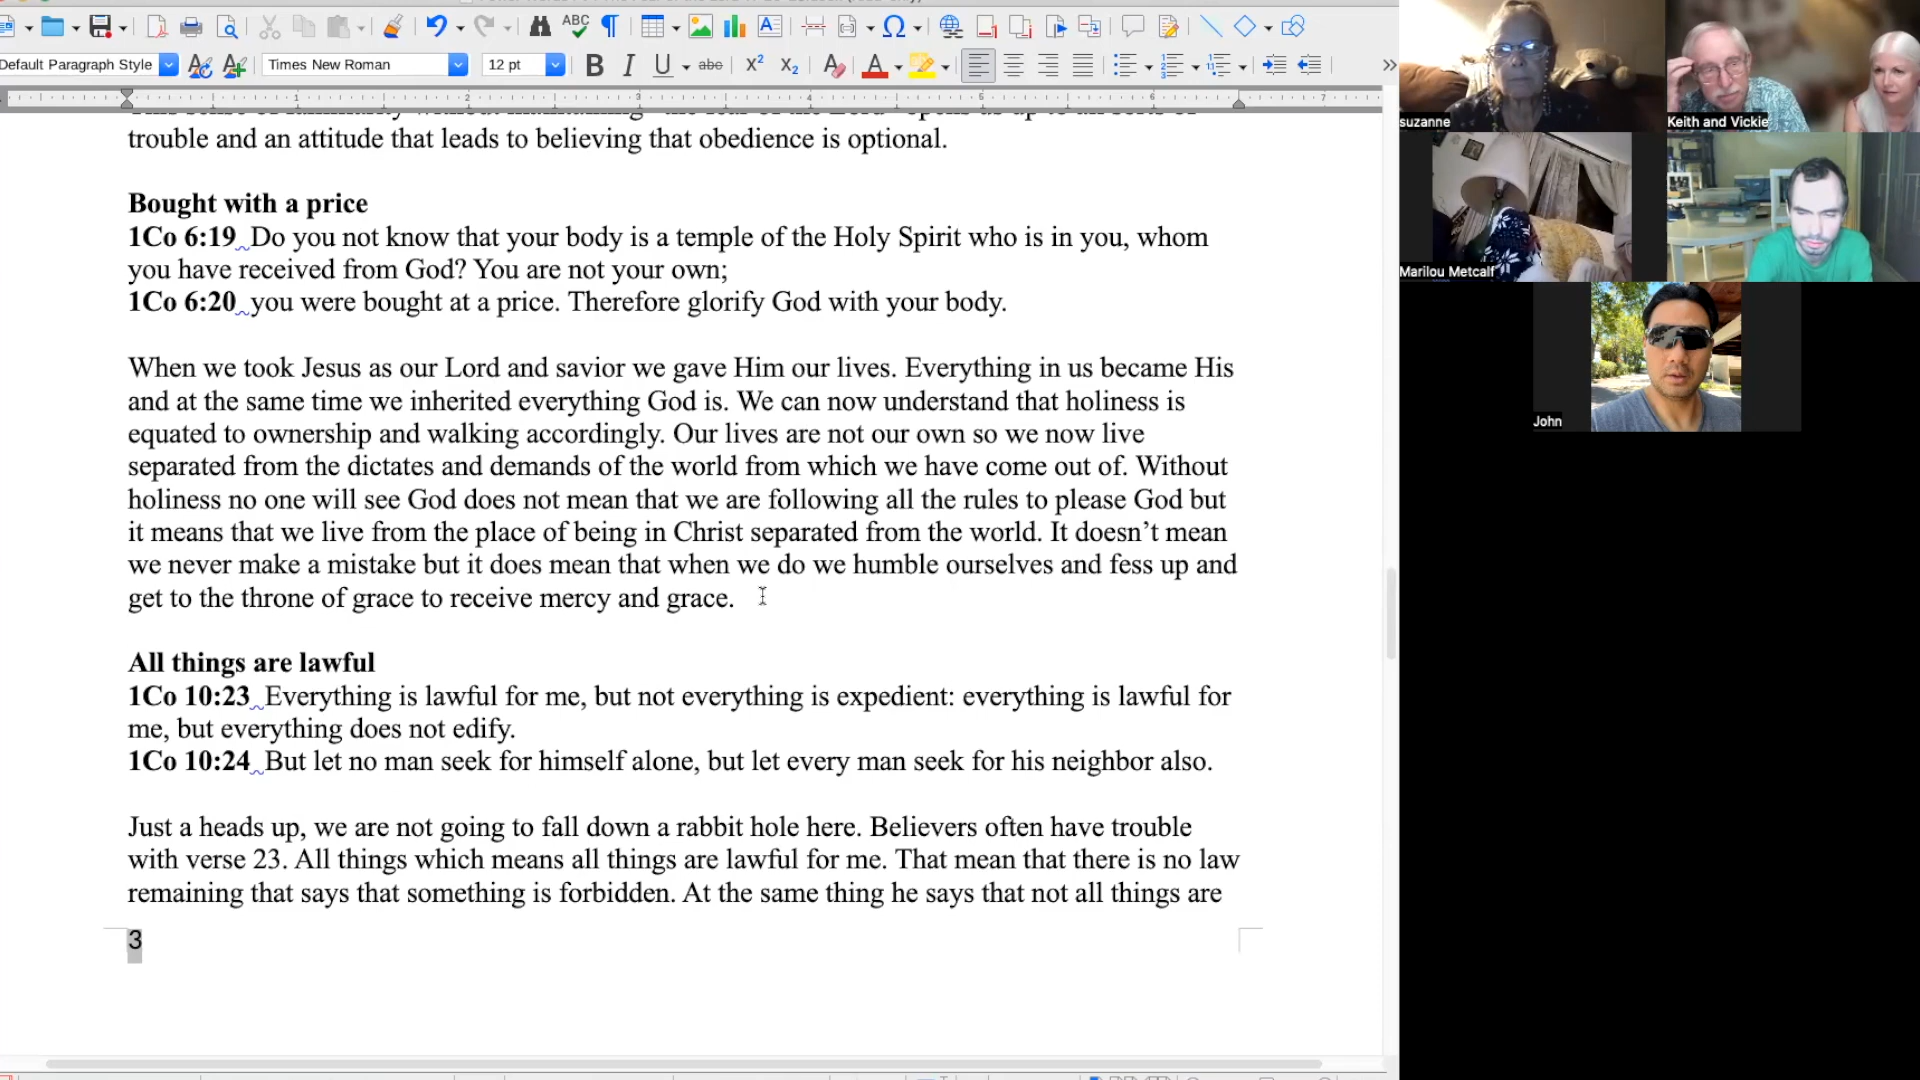 ABC
Default Paragraph Style
Times New Roman
12 pt
B I U abc X² X₂ A A
1 2 3 4 5 6 7
trouble and an attitude that leads to believing that obedience is optional.
Bought with a price
1Co 6:19 Do you not know that your body is a temple of the Holy Spirit who is in you, whom
you have received from God? You are not your own;
1Co 6:20 you were bought at a price. Therefore glorify God with your body.
When we took Jesus as our Lord and savior we gave Him our lives. Everything in us became His
and at the same time we inherited everything God is. We can now understand that holiness is
equated to ownership and walking accordingly. Our lives are not our own so we now live
separated from the dictates and demands of the world from which we have come out of. Without
holiness no one will see God does not mean that we are following all the rules to please God but
it means that we live from the place of being in Christ separated from the world. It doesn’t mean
we never make a mistake but it does mean that when we do we humble ourselves and fess up and
get to the throne of grace to receive mercy and grace.
All things are lawful
1Co 10:23 Everything is lawful for me, but not everything is expedient: everything is lawful for
me, but everything does not edify.
1Co 10:24 But let no man seek for himself alone, but let every man seek for his neighbor also.
Just a heads up, we are not going to fall down a rabbit hole here. Believers often have trouble
with verse 23. All things which means all things are lawful for me. That mean that there is no law
remaining that says that something is forbidden. At the same thing he says that not all things are
3
suzanne
Keith and Vickie
Marilou Metcalf
John